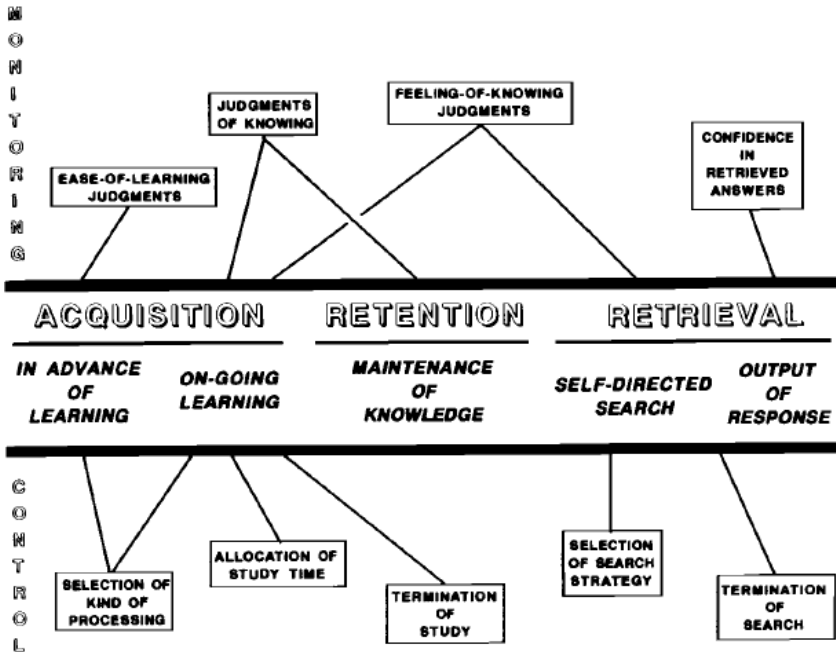 MONITORING
JUDGMENTS
OF KNOWING
FEELING-OF-KNOWING
JUDGMENTS
CONFIDENCE
IN
RETRIEVED
ANSWERS
EASE-OF-LEARNING
JUDGMENTS
ACQUISITION
RETENTION
RETRIEVAL
IN ADVANCE
OF
LEARNING
ON-GOING
LEARNING
MAINTENANCE
OF
KNOWLEDGE
SELF-DIRECTED
SEARCH
OUTPUT
OF
RESPONSE
CONTROL
SELECTION OF
KIND OF
PROCESSING
ALLOCATION OF
STUDY TIME
TERMINATION
OF
STUDY
SELECTION
OF SEARCH
STRATEGY
TERMINATION
OF
SEARCH